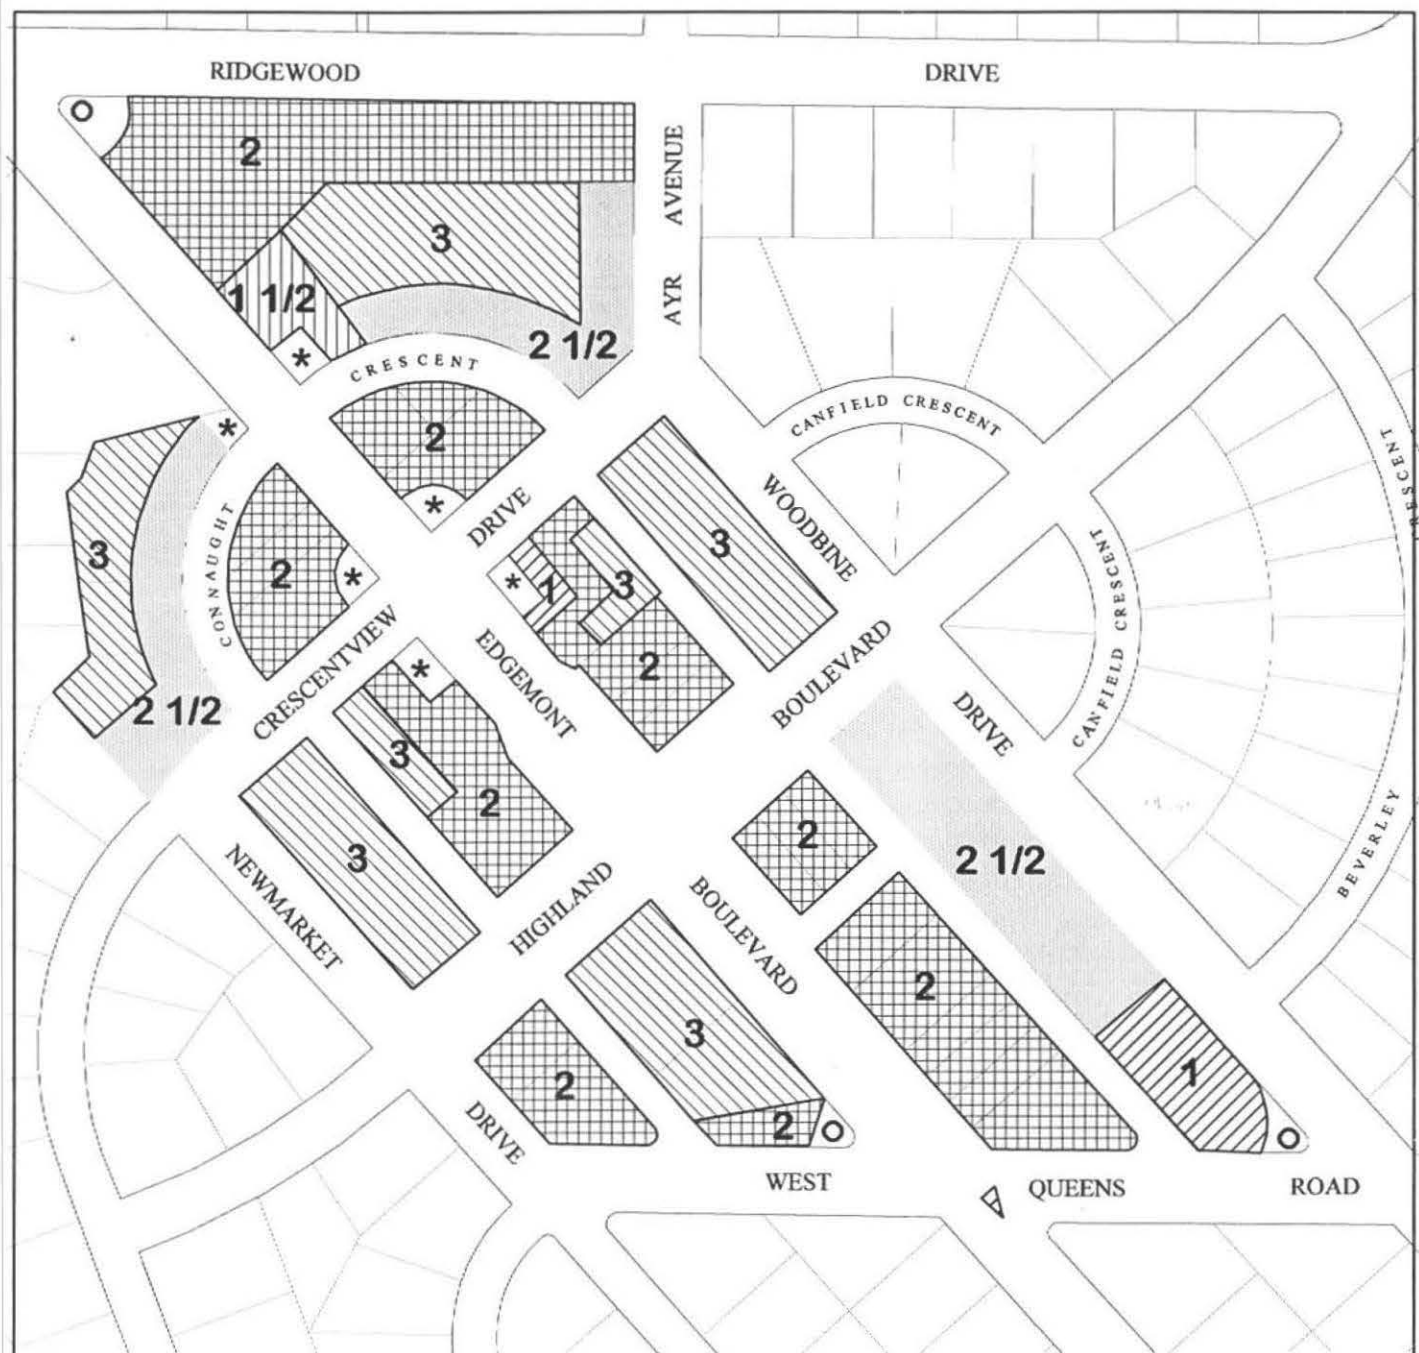 RIDGEWOOD DRIVE
2
AVENUE
3
AYR
1 1/2
2 1/2
*
CRESCENT
CANFIELD CRESCENT
*
2
CRESCENT
*
DRIVE
WOODBINE
3
CONNAUGHT
3
2
*
*
1
3
CANFIELD CRESCENT
2 1/2
CRESCENTVIEW
*
EDGEMONT
2
BOULEVARD
DRIVE
3
2
2
2 1/2
BEVERLEY
3
NEWMARKET
HIGHLAND
BOULEVARD
2
3
2
1
DRIVE
2
WEST QUEENS ROAD